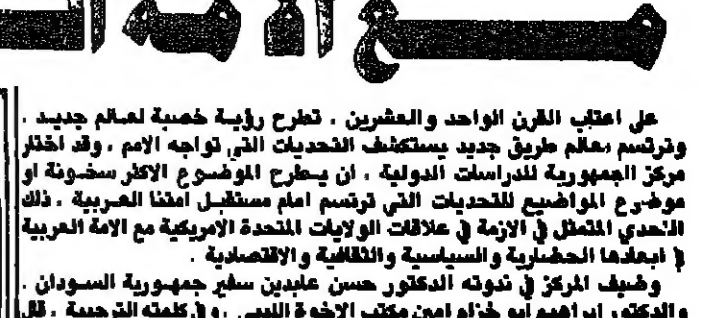 على اعتاب القرن الواحد والعشرين ، تطرح رؤية خصبة لعالم جديد ،
وترتسم معالم طريق جديد يستكشف التحديات التي تواجه الامم ، وقد اختار
مركز الجمهورية للدراسات الدولية ، ان يطرح الموضوع الاكثر سخونة او
موضوع المواضيع للتحديات التي ترتسم امام مستقبل امتنا العربية ، ذلك
التحدي المتمثل في الازمة في علاقات الولايات المتحدة الامريكية مع الامة العربية
في ابعادها الحضارية والسياسية والثقافية والاقتصادية .
وضيف المركز في ندوته الدكتور حسن عابدين سفير جمهورية السودان .
والدكتور ابراهيم ابو خزام امين مكتب الاخوة الليبي . وفي كلمته الترحيبية ، قال